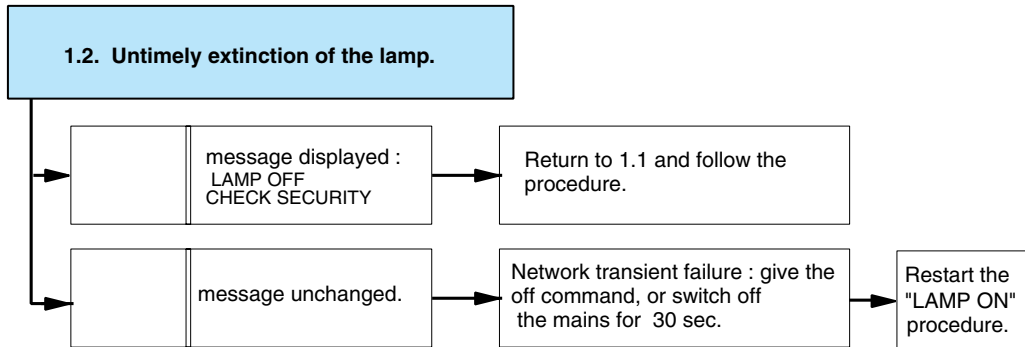 1.2. Untimely extinction of the lamp.
message displayed :
LAMP OFF
CHECK SECURITY
Return to 1.1 and follow the
procedure.
message unchanged.
Network transient failure : give the
off command, or switch off
the mains for 30 sec.
Restart the
"LAMP ON"
procedure.